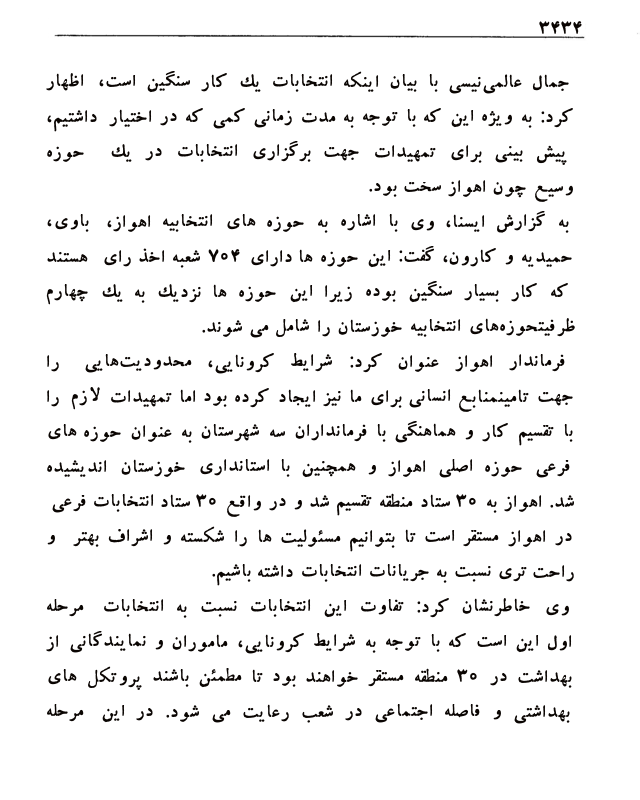 ۳۴۳۴
جمال عالمی‌نیسی با بیان اینکه انتخابات یك کار سنگین است، اظهار
کرد: به ویژه این که با توجه به مدت زمانی کمی که در اختیار داشتیم،
پیش بینی برای تمهیدات جهت برگزاری انتخابات در یك حوزه
وسیع چون اهواز سخت بود.
به گزارش ایسنا، وی با اشاره به حوزه های انتخابیه اهواز، باوی،
حمیدیه و کارون، گفت: این حوزه ها دارای ۷۰۴ شعبه اخذ رای هستند
که کار بسیار سنگین بوده زیرا این حوزه ها نزدیك به یك چهارم
ظرفیتحوزه‌های انتخابیه خوزستان را شامل می شوند.
فرماندار اهواز عنوان کرد: شرایط کرونایی، محدودیت‌هایی را
جهت تامینمنابع انسانی برای ما نیز ایجاد کرده بود اما تمهیدات لازم را
با تقسیم کار و هماهنگی با فرمانداران سه شهرستان به عنوان حوزه های
فرعی حوزه اصلی اهواز و همچنین با استانداری خوزستان اندیشیده
شد. اهواز به ۳۰ ستاد منطقه تقسیم شد و در واقع ۳۰ ستاد انتخابات فرعی
در اهواز مستقر است تا بتوانیم مسئولیت ها را شکسته و اشراف بهتر و
راحت تری نسبت به جریانات انتخابات داشته باشیم.
وی خاطرنشان کرد: تفاوت این انتخابات نسبت به انتخابات مرحله
اول این است که با توجه به شرایط کرونایی، ماموران و نمایندگانی از
بهداشت در ۳۰ منطقه مستقر خواهند بود تا مطمئن باشند پروتکل های
بهداشتی و فاصله اجتماعی در شعب رعایت می شود. در این مرحله